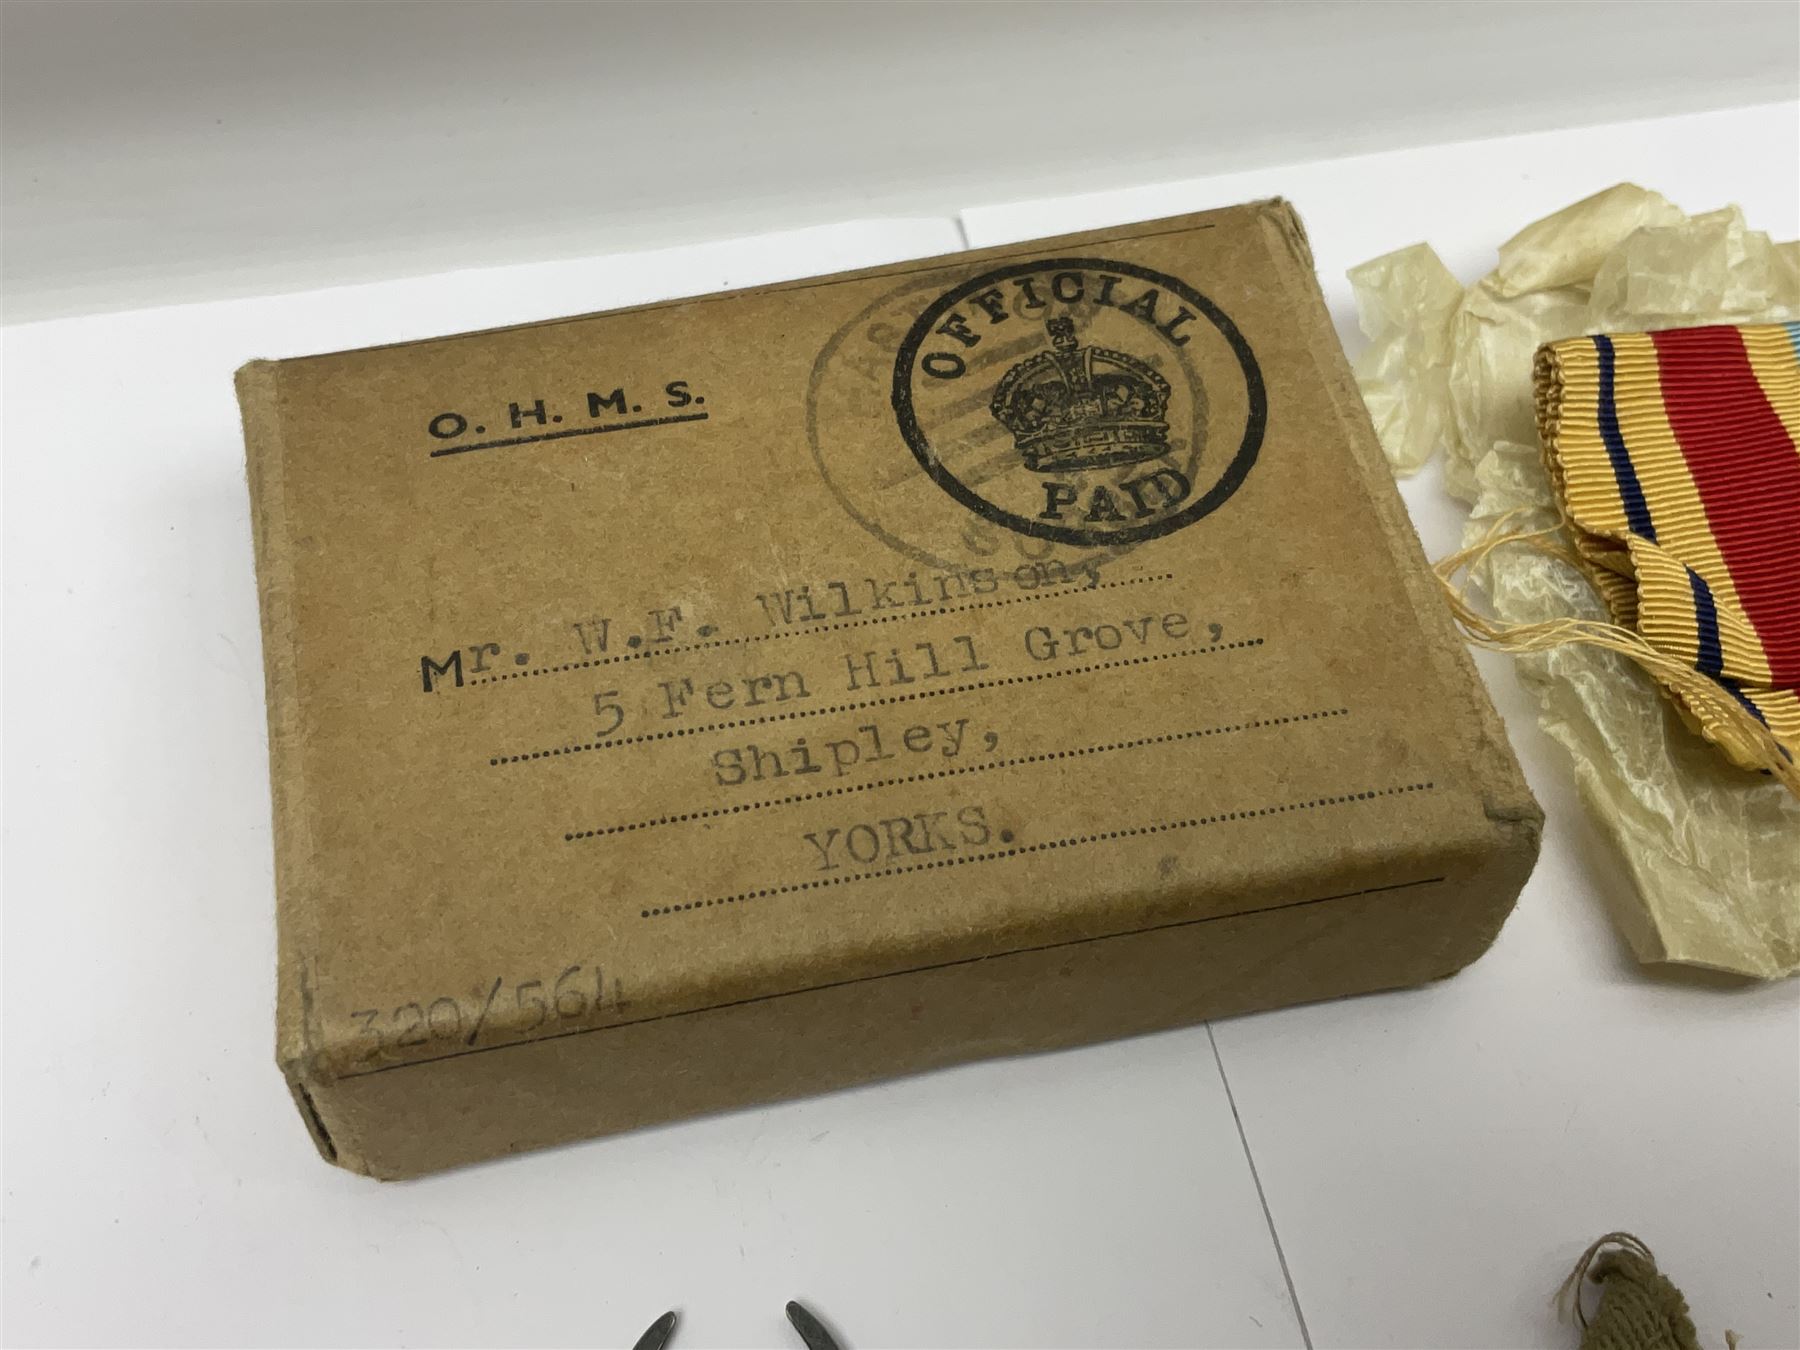 O. H. M. S.
OFFICIAL
PAID
Mr. W.F. Wilkinson,
5 Fern Hill Grove,
Shipley,
YORKS.
320/564